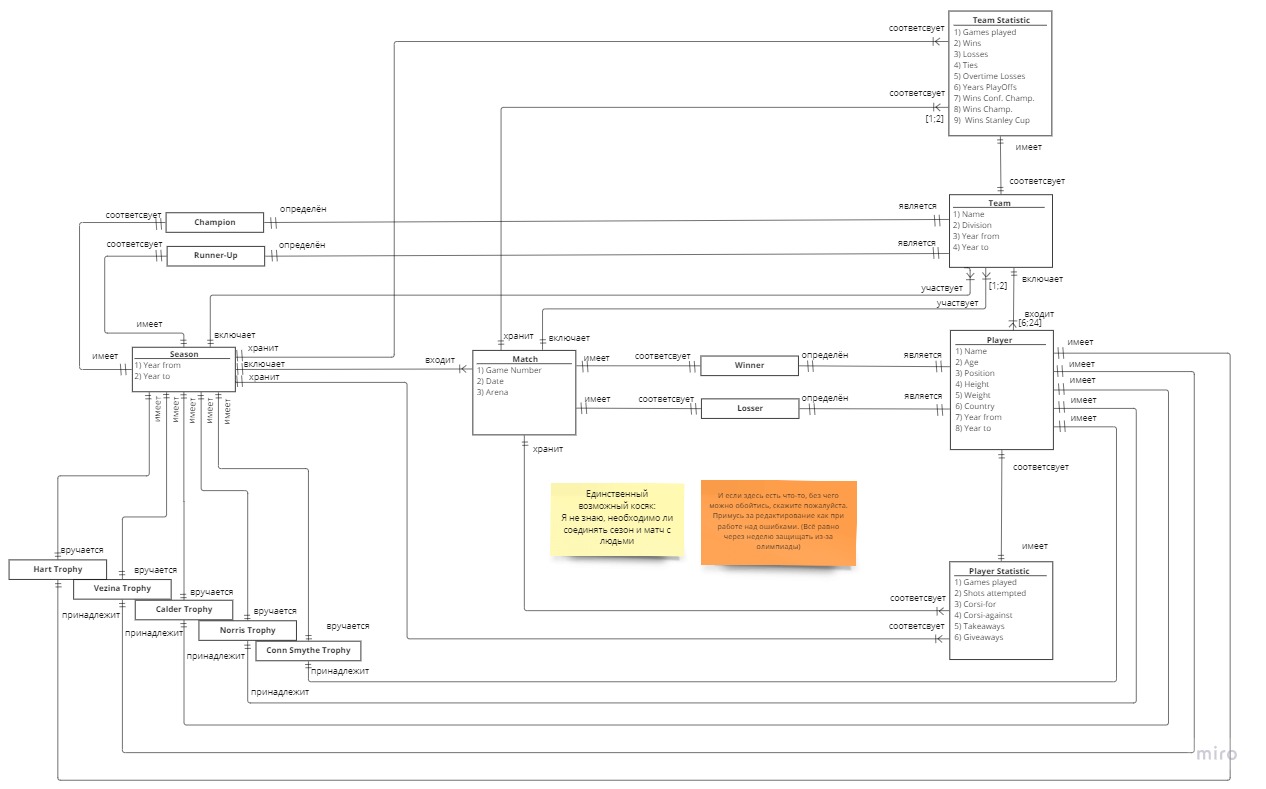 соответсвует
Team Statistic
1) Games played
2) Wins
3) Losses
4) Ties
5) Overtime Losses
6) Years PlayOffs
7) Wins Conf. Champ.
8) Wins Champ.
9) Wins Stanley Cup
соответсвует
[1;2]
имеет
соответсвует
Team
1) Name
2) Division
3) Year from
4) Year to
является
является
определён
соответсвует
Champion
определён
соответсвует
Runner-Up
участвует
[1;2]
участвует
включает
входит
[6;24]
имеет
имеет
включает
хранит
включает
хранит
Season
1) Year from
2) Year to
входит
хранит
включает
Match
1) Game Number
2) Date
3) Arena
имеет
соответсвует
Winner
определён
является
имеет
соответсвует
Losser
определён
является
Player
1) Name
2) Age
3) Position
4) Height
5) Weight
6) Country
7) Year from
8) Year to
имеет
имеет
имеет
имеет
имеет
имеет
имеет
имеет
имеет
имеет
хранит
соответсвует
Единственный
возможный косяк:
Я не знаю, необходимо ли
соединять сезон и матч с
людьми
И если здесь есть что-то, без чего
можно обойтись, скажите пожалуйста.
Примусь за редактирование как при
работе над ошибками. (Всё равно
через неделю защищать из-за
олимпиады)
имеет
Player Statistic
1) Games played
2) Shots attempted
3) Corsi-for
4) Corsi-against
5) Takeaways
6) Giveaways
соответсвует
соответсвует
вручается
Hart Trophy
вручается
Vezina Trophy
вручается
Calder Trophy
вручается
Norris Trophy
вручается
Conn Smythe Trophy
принадлежит
принадлежит
принадлежит
принадлежит
принадлежит
miro